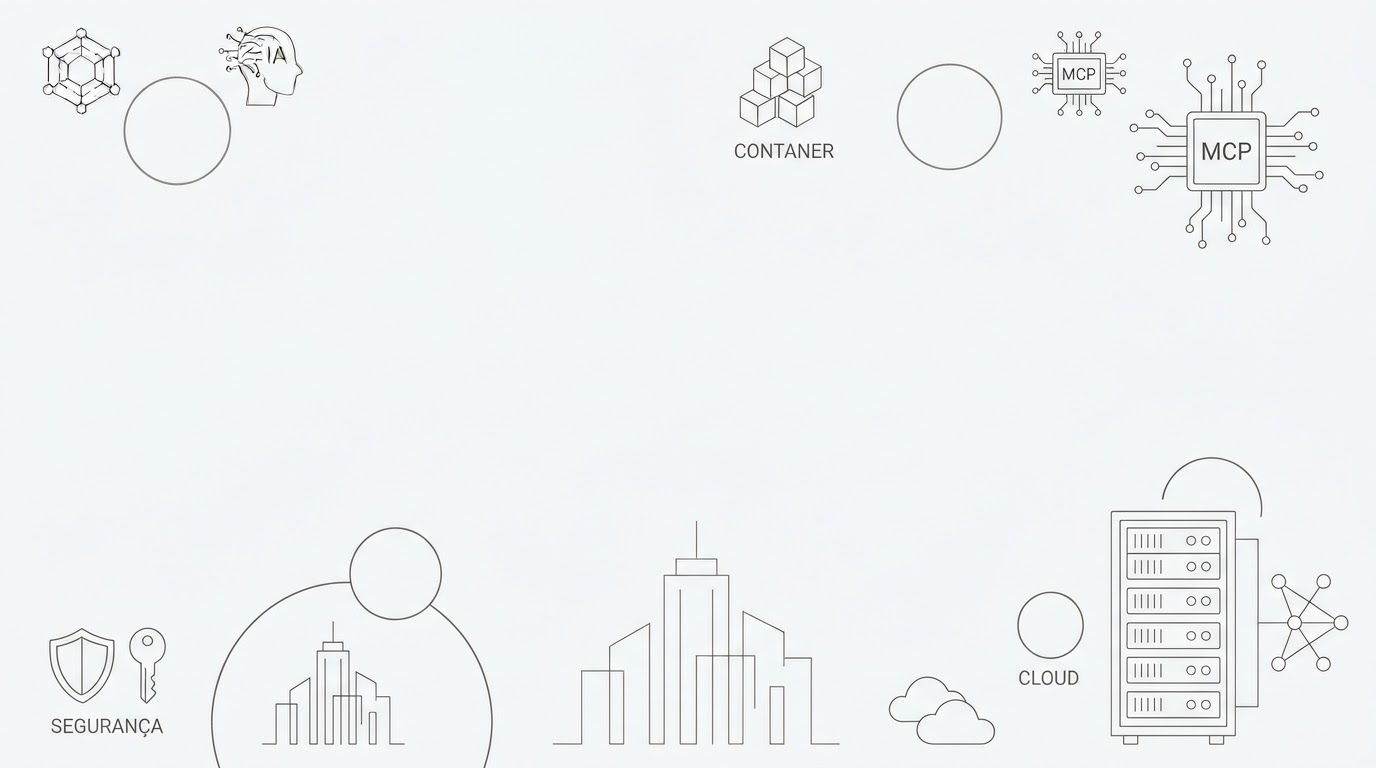 IA
CONTANER
MCP
MCP
SEGURANÇA
CLOUD